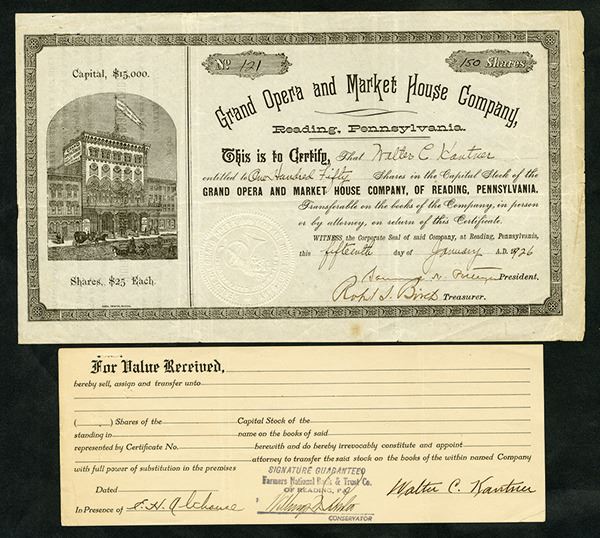 Capital, $15,000.
Shares, $25 Each.
No 121
150 Shares
Grand Opera and Market House Company,
Reading, Pennsylvania.
This is to Certify, That Walter C Kantner
entitled to One Hundred Fifty Shares in the Capital Stock of the
GRAND OPERA AND MARKET HOUSE COMPANY, OF READING, PENNSYLVANIA.
Transferable on the books of the Company, in person
or by attorney, on return of this Certificate.
WITNESS the Corporate Seal of said Company, at Reading, Pennsylvania,
this fifteenth day of January A.D. 1926
President,
Treasurer.
For Value Received,
hereby sell, assign and transfer unto
( ) Shares of the Capital Stock of the
standing in name on the books of said
represented by Certificate No. herewith and do hereby irrevocably constitute and appoint
attorney to transfer the said stock on the books of the within named Company
with full power of substitution in the premises
SIGNATURE GUARANTEED
Farmers National Bank & Trust Co.
OF READING, PA
Dated
Walter C. Kantner
In Presence of
CONSERVATOR